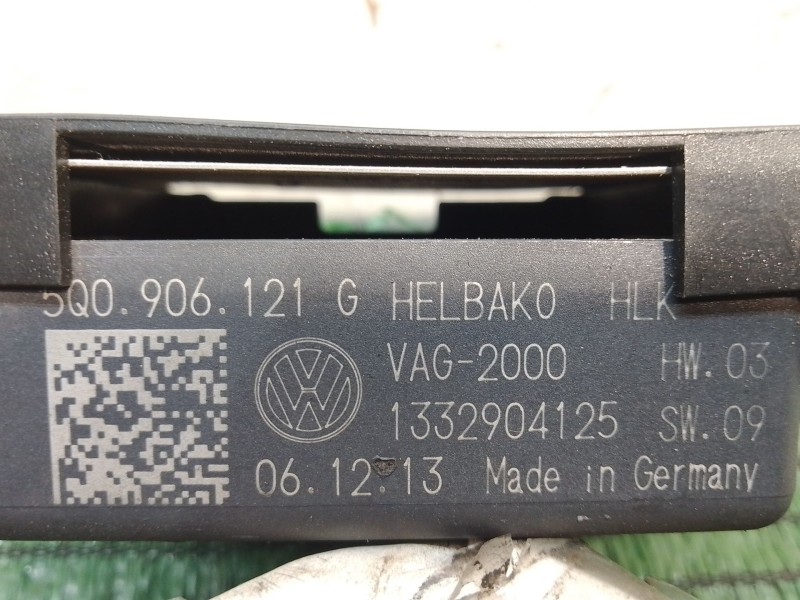 5Q0.906.121 G HELBAKO HLK
VAG-2000 HW.03
1332904125 SW.09
06.12.13 Made in Germany